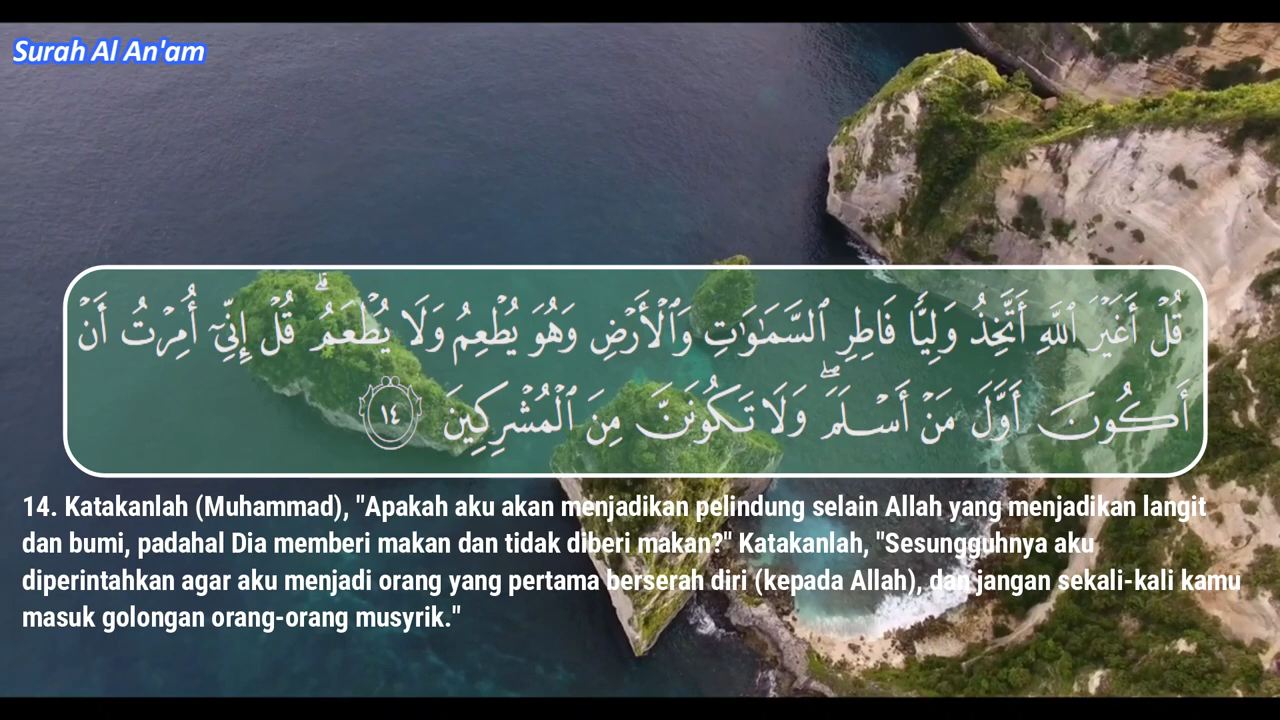 Surah Al An'am
قُلْ أَغَيْرَ ٱللَّهِ أَتَّخِذُ وَلِيًّا فَاطِرِ ٱلسَّمَـٰوَٰتِ وَٱلْأَرْضِ وَهُوَ يُطْعِمُ وَلَا يُطْعَمُ ۗ قُلْ إِنِّىٓ أُمِرْتُ أَنْ
أَكُونَ أَوَّلَ مَنْ أَسْلَمَ ۖ وَلَا تَكُونَنَّ مِنَ ٱلْمُشْرِكِينَ ١٤
14. Katakanlah (Muhammad), "Apakah aku akan menjadikan pelindung selain Allah yang menjadikan langit
dan bumi, padahal Dia memberi makan dan tidak diberi makan?" Katakanlah, "Sesungguhnya aku
diperintahkan agar aku menjadi orang yang pertama berserah diri (kepada Allah), dan jangan sekali-kali kamu
masuk golongan orang-orang musyrik."